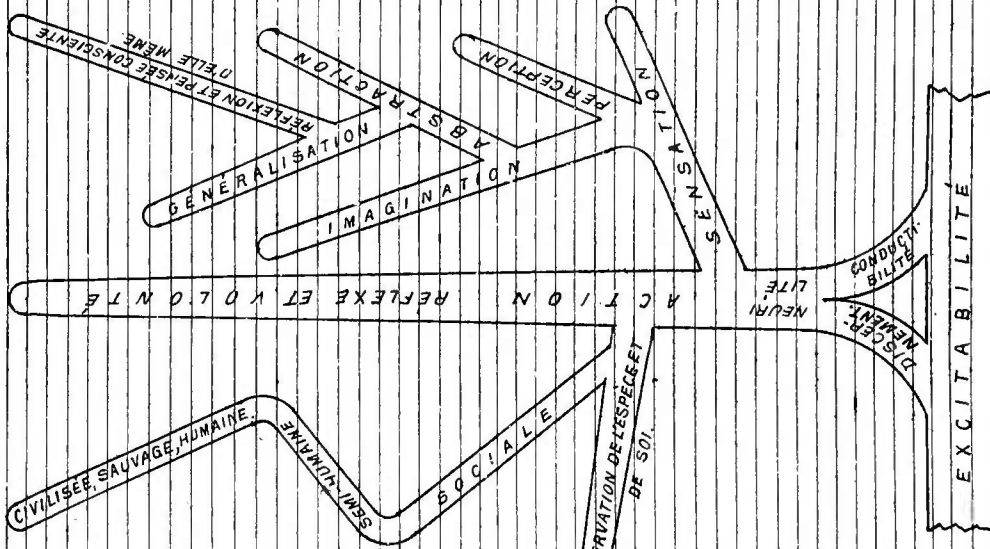 RÉFLEXION ET PENSÉE CONSCIENTE
D'ELLE MÊME.
GÉNÉRALISATION
ABSTRACTION
IMAGINATION
PERCEPTION
SENSATION
ACTION RÉFLEXE ET VOLONTÉ
NEURI
LITÉ
CIVILISÉE, SAUVAGE, HUMAINE.
SEMI-HUMAINE
SOCIALE
RVATION DE L'ESPÈCE ET
DE SOI.
CONDUCTI-
BILITÉ
DISCER-
NEMENT.
EXCITABILITÉ